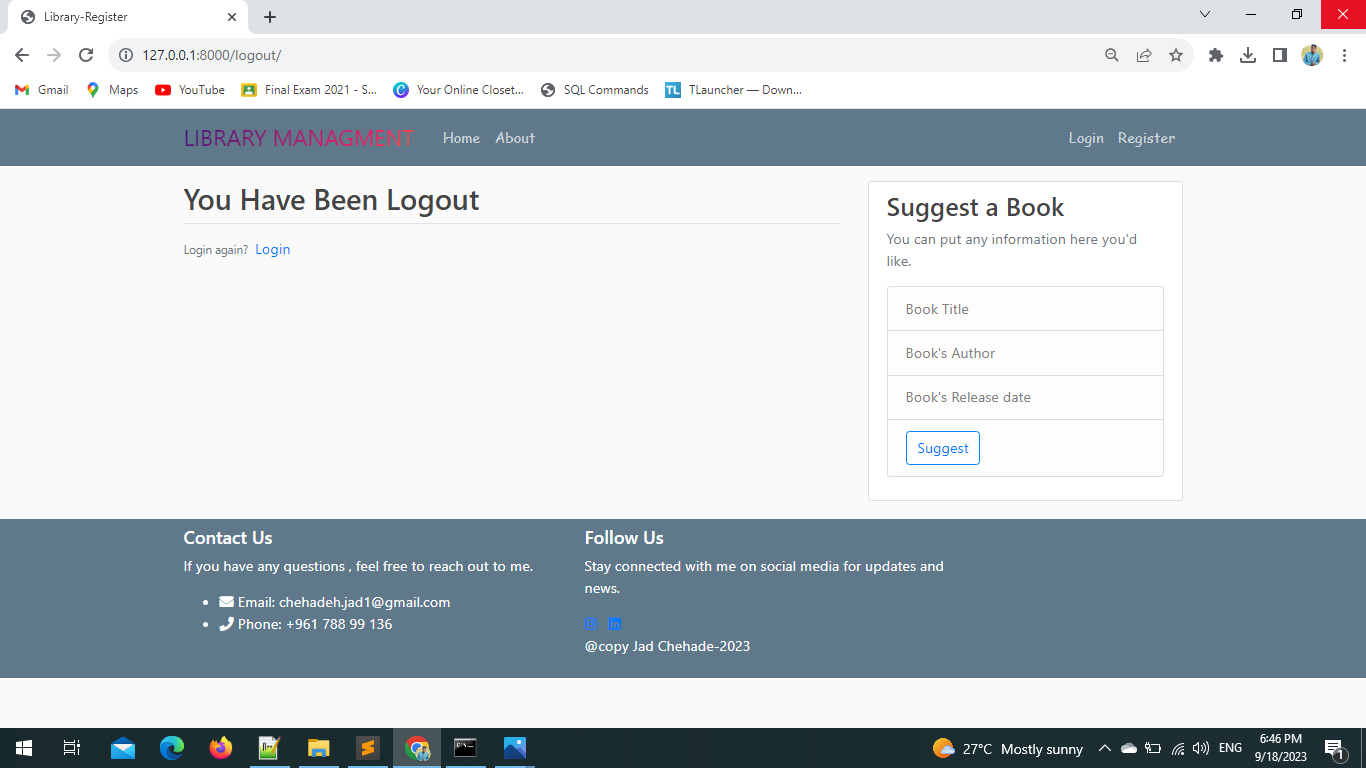 Library-Register
127.0.0.1:8000/logout/
Gmail Maps YouTube Final Exam 2021 - S... Your Online Closet... SQL Commands TLauncher — Down...
LIBRARY MANAGMENT Home About Login Register
You Have Been Logout
Login again? Login
Suggest a Book
You can put any information here you'd
like.
Book Title
Book's Author
Book's Release date
Suggest
Contact Us
If you have any questions , feel free to reach out to me.
Email: chehadeh.jad1@gmail.com
Phone: +961 788 99 136
Follow Us
Stay connected with me on social media for updates and
news.
@copy Jad Chehade-2023
27°C Mostly sunny ENG 6:46 PM
9/18/2023
1